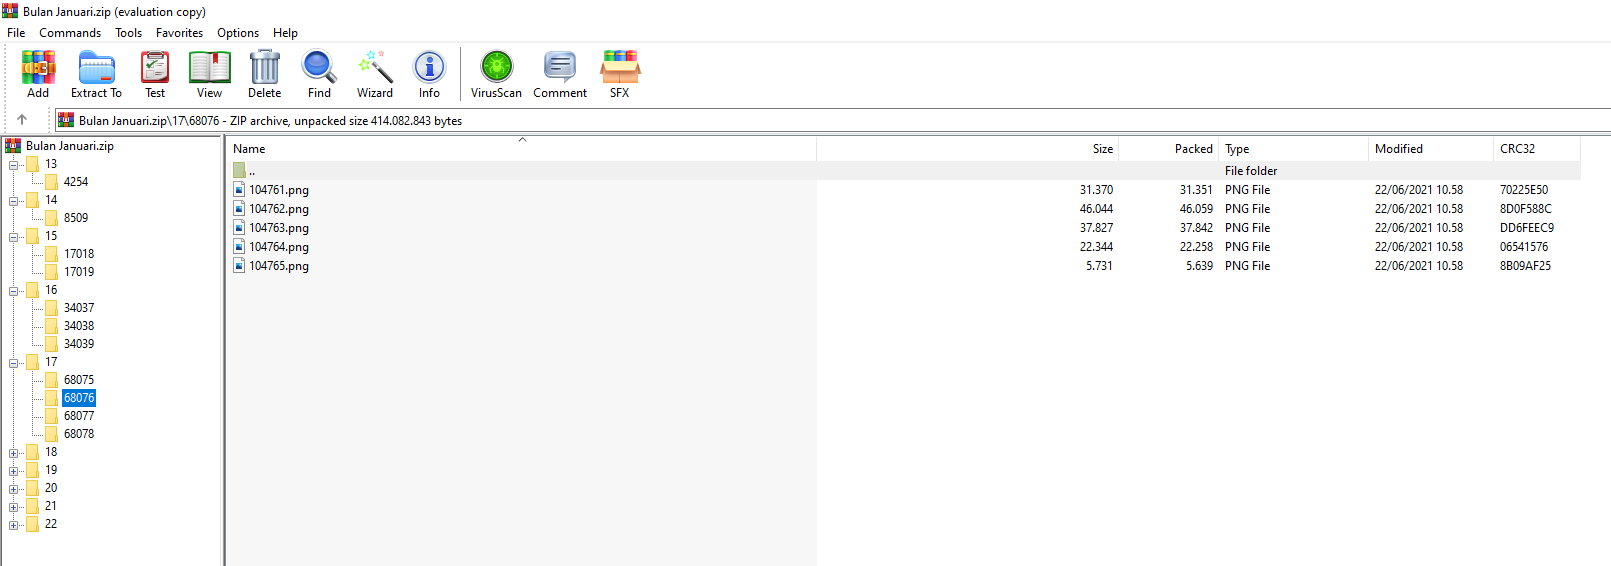 Bulan Januari.zip (evaluation copy)
File Commands Tools Favorites Options Help
Add Extract To Test View Delete Find Wizard Info VirusScan Comment SFX
Bulan Januari.zip\17\68076 - ZIP archive, unpacked size 414.082.843 bytes
Bulan Januari.zip
13
4254
14
8509
15
17018
17019
16
34037
34038
34039
17
68075
68076
68077
68078
18
19
20
21
22
Name Size Packed Type Modified CRC32
.. File folder
104761.png 31.370 31.351 PNG File 22/06/2021 10.58 70225E50
104762.png 46.044 46.059 PNG File 22/06/2021 10.58 8D0F588C
104763.png 37.827 37.842 PNG File 22/06/2021 10.58 DD6FEEC9
104764.png 22.344 22.258 PNG File 22/06/2021 10.58 06541576
104765.png 5.731 5.639 PNG File 22/06/2021 10.58 8B09AF25